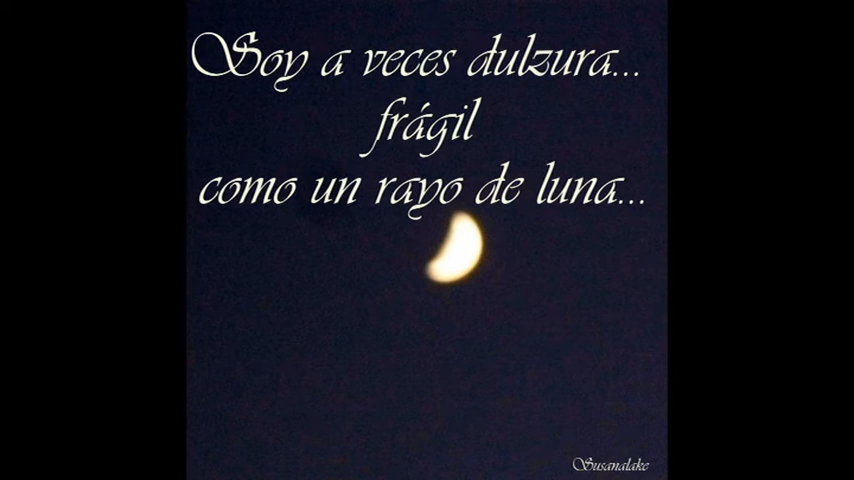 Soy a veces dulzura...
frágil
como un rayo de luna...
Susanalake